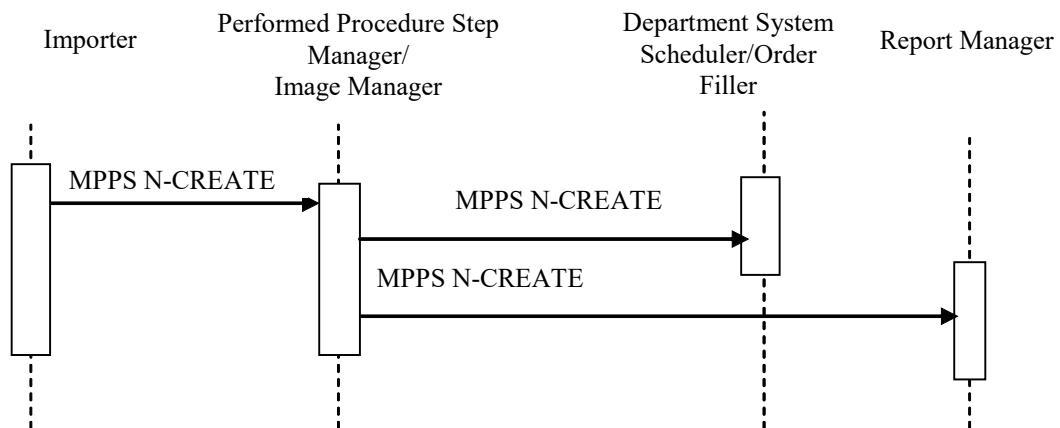 Importer
Performed Procedure Step
Manager/
Image Manager
Department System
Scheduler/Order
Filler
Report Manager
MPPS N-CREATE
MPPS N-CREATE
MPPS N-CREATE